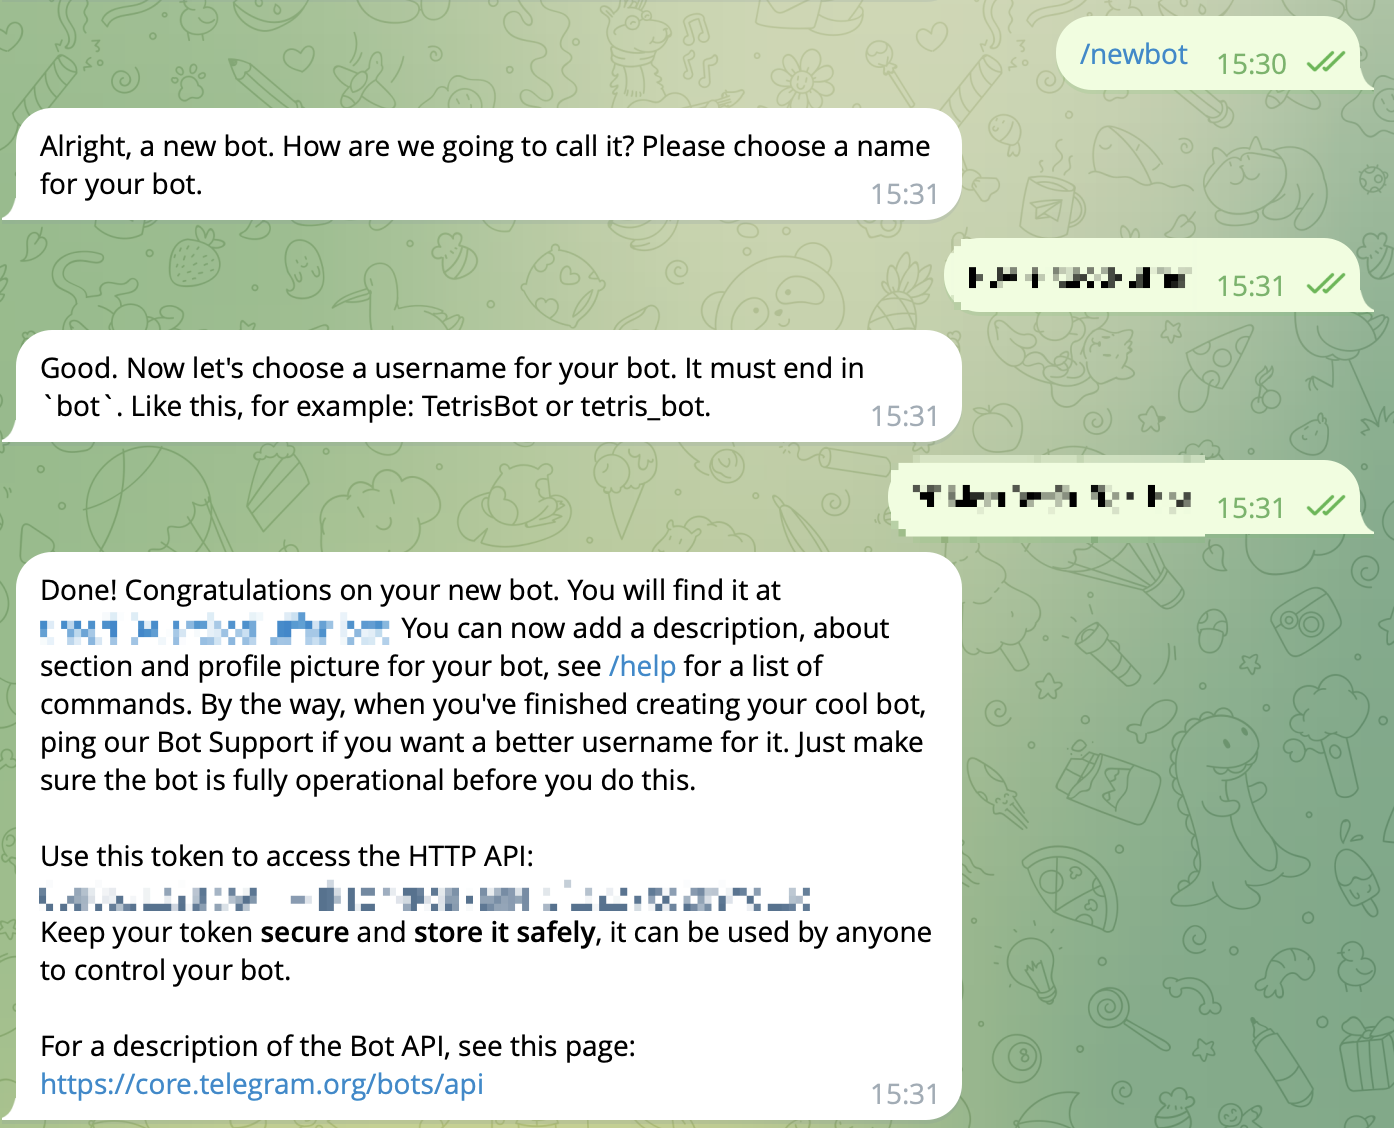 /newbot 15:30
Alright, a new bot. How are we going to call it? Please choose a name
for your bot.
15:31
15:31
Good. Now let's choose a username for your bot. It must end in
`bot`. Like this, for example: TetrisBot or tetris_bot.
15:31
15:31
Done! Congratulations on your new bot. You will find it at
You can now add a description, about
section and profile picture for your bot, see /help for a list of
commands. By the way, when you've finished creating your cool bot,
ping our Bot Support if you want a better username for it. Just make
sure the bot is fully operational before you do this.
Use this token to access the HTTP API:
Keep your token secure and store it safely, it can be used by anyone
to control your bot.
For a description of the Bot API, see this page:
https://core.telegram.org/bots/api
15:31